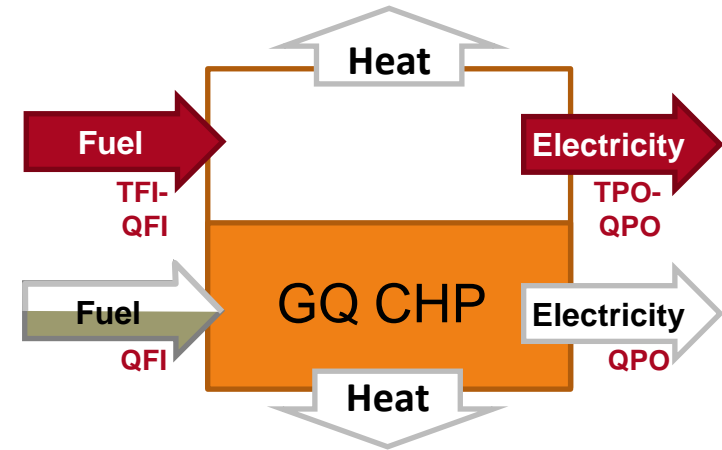 Heat
Fuel
Electricity
TFI-
QFI
TPO-
QPO
GQ CHP
Fuel
Electricity
QFI
QPO
Heat